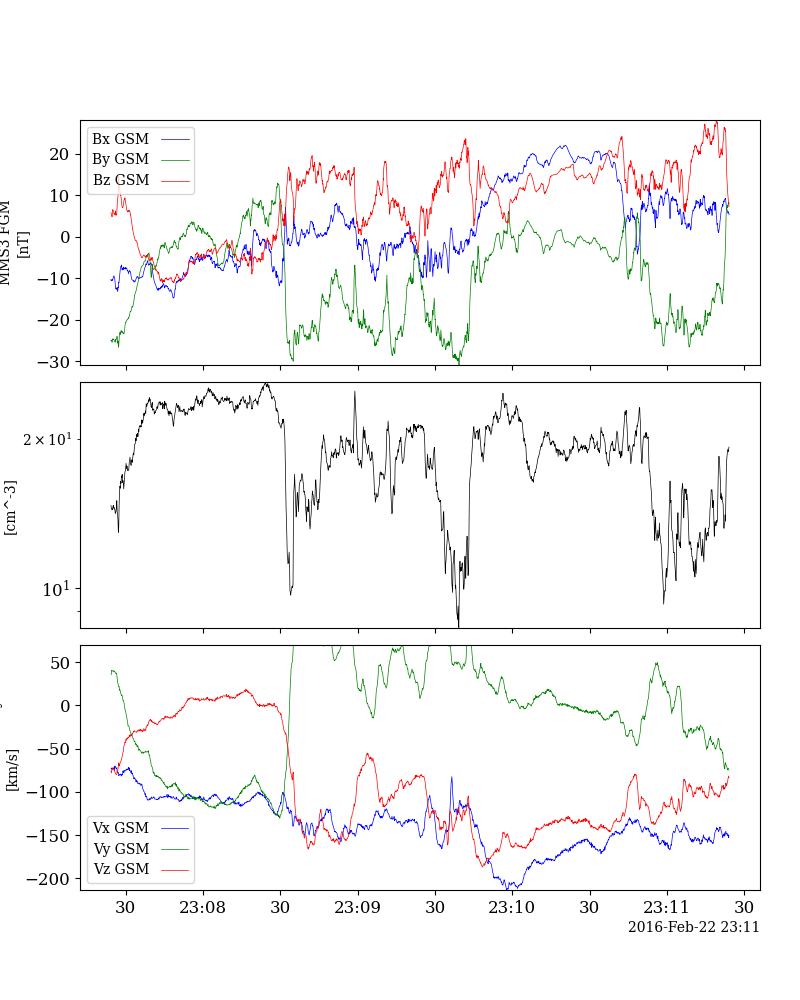 Bx GSM
By GSM
Bz GSM
20
10
0
−10
−20
−30
MMS3 FGM
[nT]
2 × 10¹
10¹
[cm^-3]
50
0
−50
−100
−150
−200
[km/s]
Vx GSM
Vy GSM
Vz GSM
30 23:08 30 23:09 30 23:10 30 23:11 30
2016-Feb-22 23:11